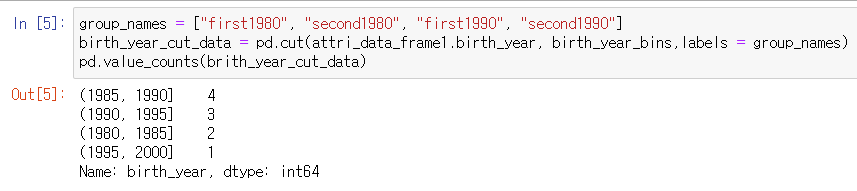 In [5]: group_names = ["first1980", "second1980", "first1990", "second1990"]
birth_year_cut_data = pd.cut(attri_data_frame1.birth_year, birth_year_bins,labels = group_names)
pd.value_counts(brith_year_cut_data)
Out[5]: (1985, 1990]    4
(1990, 1995]    3
(1980, 1985]    2
(1995, 2000]    1
Name: birth_year, dtype: int64